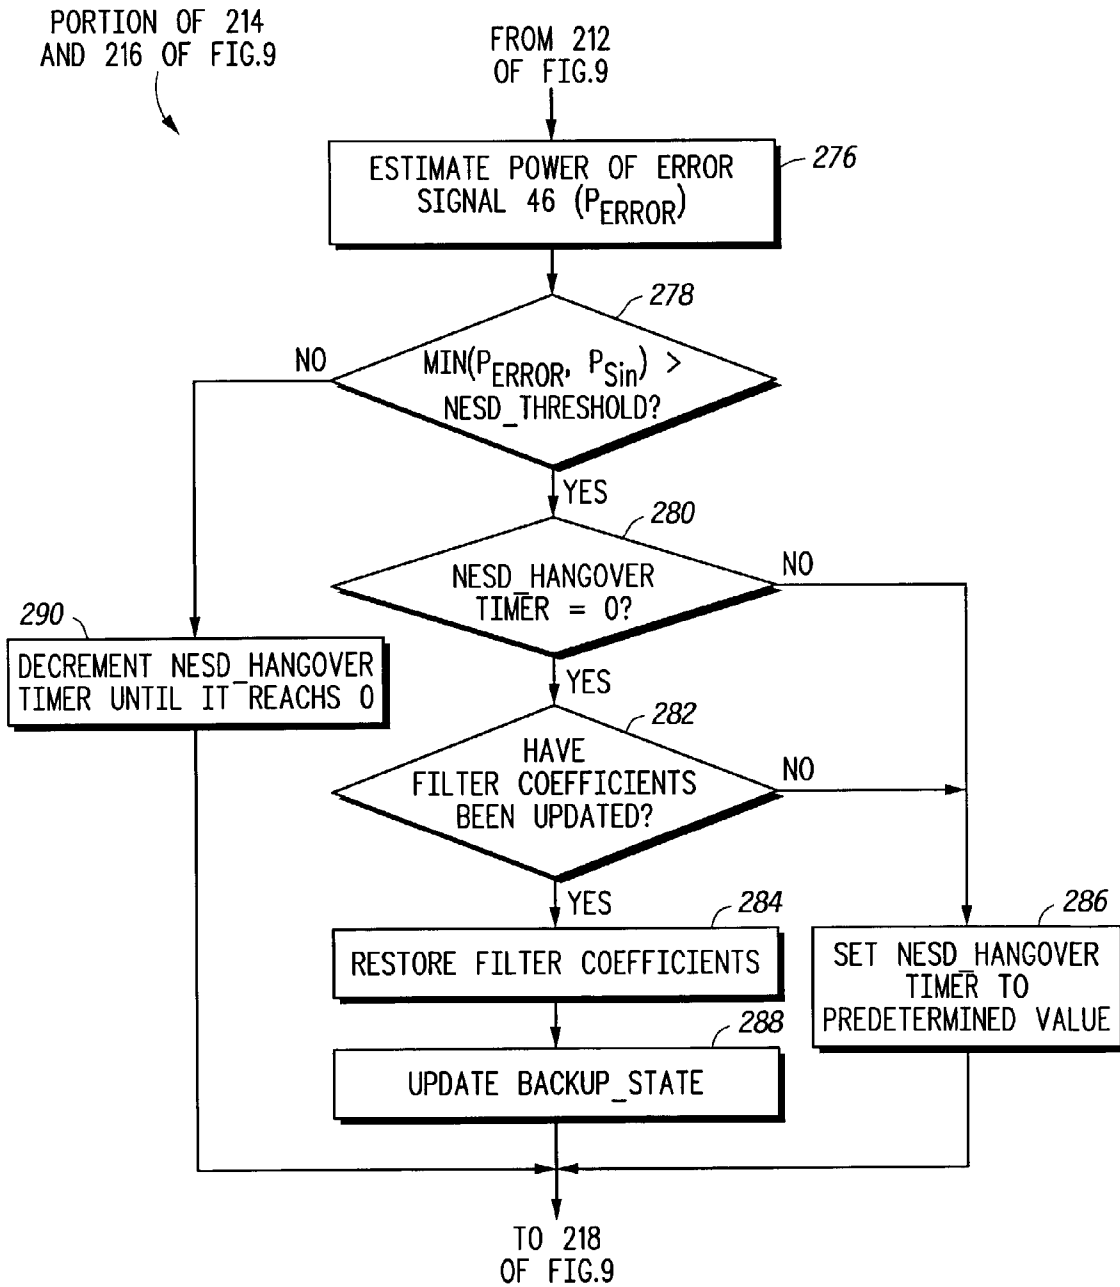 PORTION OF 214
AND 216 OF FIG.9
FROM 212
OF FIG.9
276
ESTIMATE POWER OF ERROR
SIGNAL 46 (PERROR)
278
MIN(PERROR, PSin) >
NESD_THRESHOLD?
NO
YES
280
NESD_HANGOVER
TIMER = 0?
NO
YES
290
DECREMENT NESD_HANGOVER
TIMER UNTIL IT REACHS 0
282
HAVE
FILTER COEFFICIENTS
BEEN UPDATED?
NO
YES
284
RESTORE FILTER COEFFICIENTS
286
SET NESD_HANGOVER
TIMER TO
PREDETERMINED VALUE
288
UPDATE BACKUP_STATE
TO 218
OF FIG.9